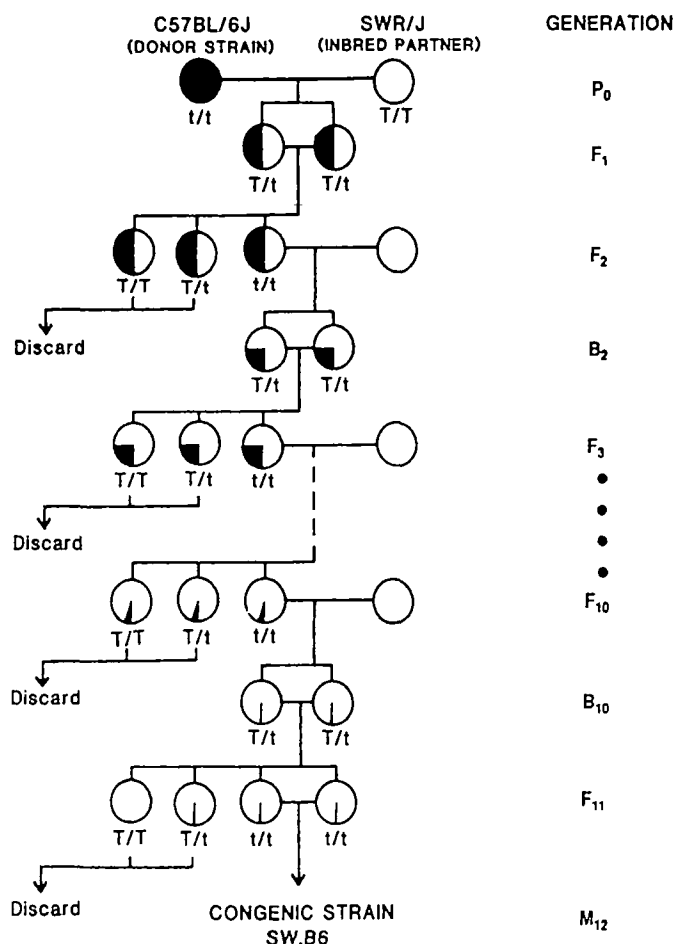 C57BL/6J SWR/J GENERATION
(DONOR STRAIN) (INBRED PARTNER)
P0
t/t T/T
F1
T/t T/t
F2
T/T T/t t/t
Discard
B2
T/t T/t
F3
T/T T/t t/t
Discard
F10
T/T T/t t/t
Discard
B10
T/t T/t
F11
T/T T/t t/t t/t
Discard
CONGENIC STRAIN
SW.B6
M12